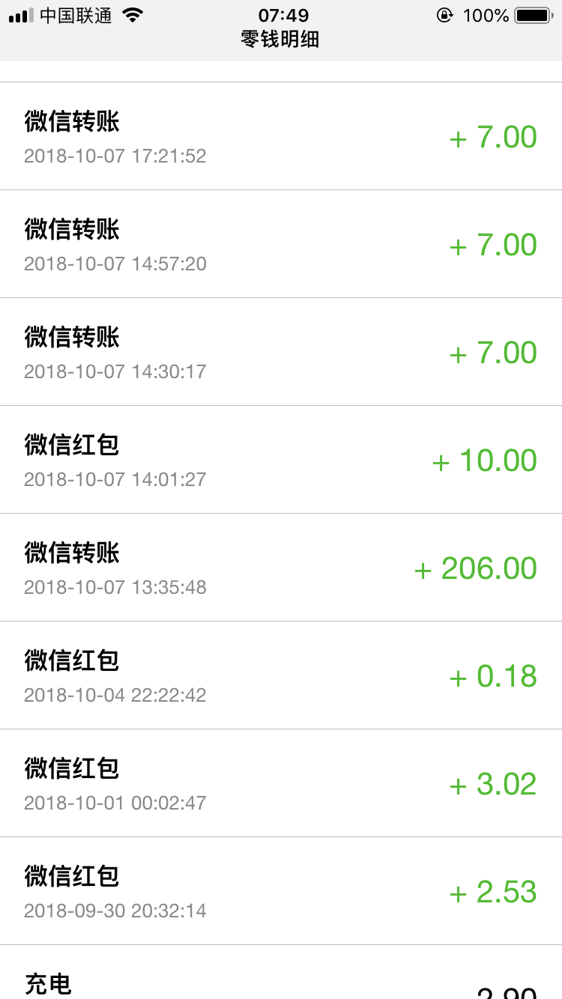 中国联通 07:49 100%
零钱明细
微信转账
+ 7.00
2018-10-07 17:21:52
微信转账
+ 7.00
2018-10-07 14:57:20
微信转账
+ 7.00
2018-10-07 14:30:17
微信红包
+ 10.00
2018-10-07 14:01:27
微信转账
+ 206.00
2018-10-07 13:35:48
微信红包
+ 0.18
2018-10-04 22:22:42
微信红包
+ 3.02
2018-10-01 00:02:47
微信红包
+ 2.53
2018-09-30 20:32:14
充电
2.90